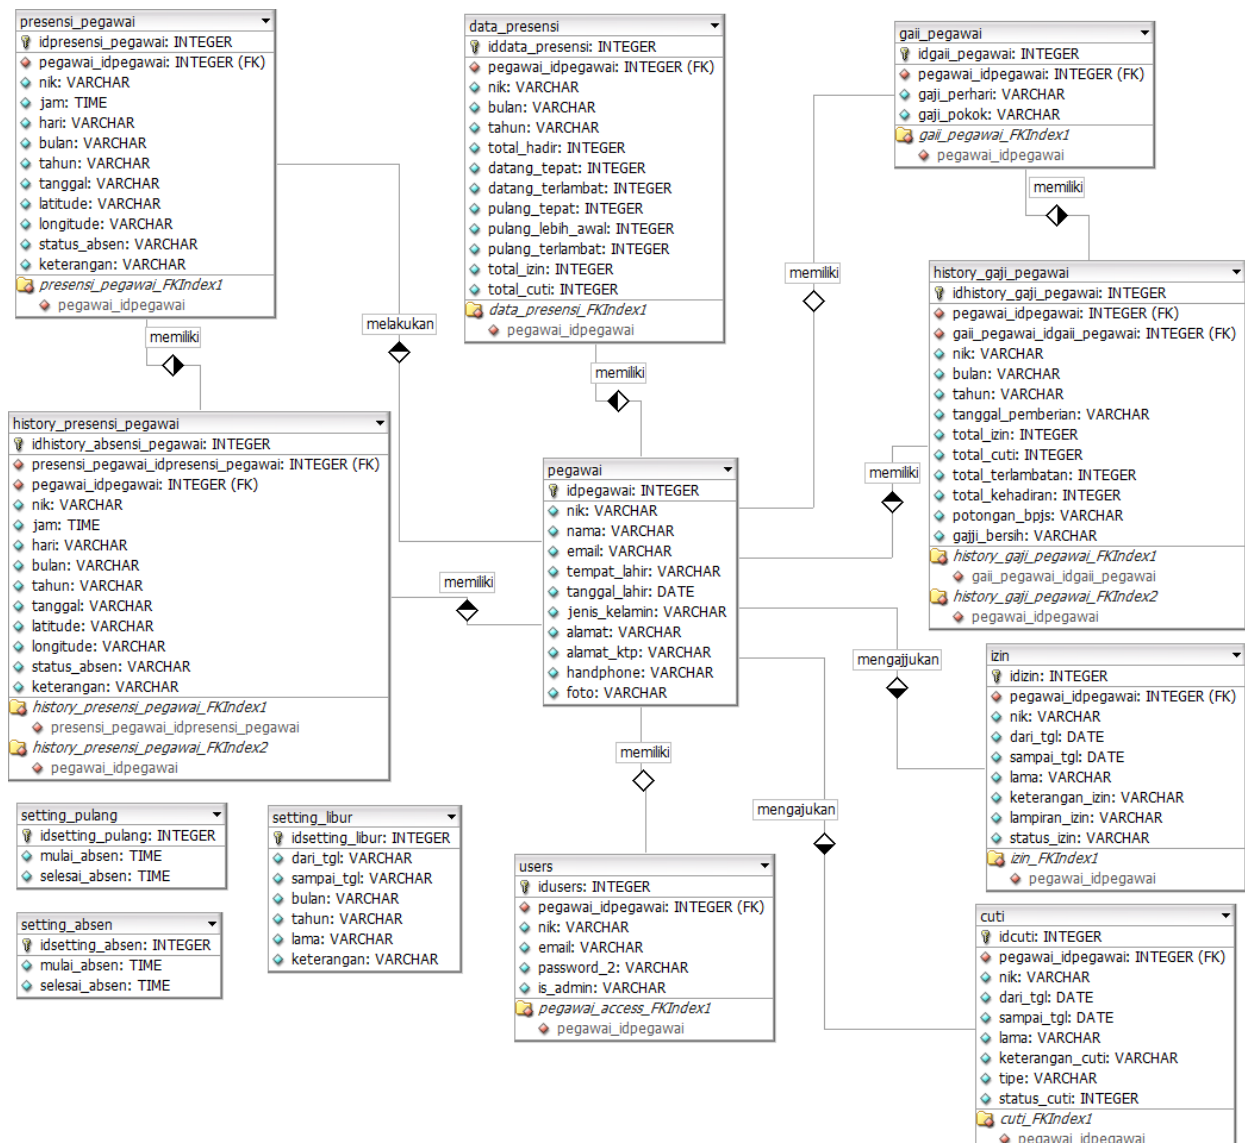 presensi_pegawai
idpresensi_pegawai: INTEGER
pegawai_idpegawai: INTEGER (FK)
nik: VARCHAR
jam: TIME
hari: VARCHAR
bulan: VARCHAR
tahun: VARCHAR
tanggal: VARCHAR
latitude: VARCHAR
longitude: VARCHAR
status_absen: VARCHAR
keterangan: VARCHAR
presensi_pegawai_FKIndex1
pegawai_idpegawai
data_presensi
iddata_presensi: INTEGER
pegawai_idpegawai: INTEGER (FK)
nik: VARCHAR
bulan: VARCHAR
tahun: VARCHAR
total_hadir: INTEGER
datang_tepat: INTEGER
datang_terlambat: INTEGER
pulang_tepat: INTEGER
pulang_lebih_awal: INTEGER
pulang_terlambat: INTEGER
total_izin: INTEGER
total_cuti: INTEGER
data_presensi_FKIndex1
pegawai_idpegawai
gaii_pegawai
idgaii_pegawai: INTEGER
pegawai_idpegawai: INTEGER (FK)
gaji_perhari: VARCHAR
gaji_pokok: VARCHAR
gaii_pegawai_FKIndex1
pegawai_idpegawai
memiliki
memiliki
melakukan
memiliki
memiliki
history_gaji_pegawai
idhistory_gaji_pegawai: INTEGER
pegawai_idpegawai: INTEGER (FK)
gaii_pegawai_idgaii_pegawai: INTEGER (FK)
nik: VARCHAR
bulan: VARCHAR
tahun: VARCHAR
tanggal_pemberian: VARCHAR
total_izin: INTEGER
total_cuti: INTEGER
total_terlambatan: INTEGER
total_kehadiran: INTEGER
potongan_bpjs: VARCHAR
gajji_bersih: VARCHAR
history_gaji_pegawai_FKIndex1
gaii_pegawai_idgaii_pegawai
history_gaji_pegawai_FKIndex2
pegawai_idpegawai
history_presensi_pegawai
idhistory_absensi_pegawai: INTEGER
presensi_pegawai_idpresensi_pegawai: INTEGER (FK)
pegawai_idpegawai: INTEGER (FK)
nik: VARCHAR
jam: TIME
hari: VARCHAR
bulan: VARCHAR
tahun: VARCHAR
tanggal: VARCHAR
latitude: VARCHAR
longitude: VARCHAR
status_absen: VARCHAR
keterangan: VARCHAR
history_presensi_pegawai_FKIndex1
presensi_pegawai_idpresensi_pegawai
history_presensi_pegawai_FKIndex2
pegawai_idpegawai
pegawai
idpegawai: INTEGER
nik: VARCHAR
nama: VARCHAR
email: VARCHAR
tempat_lahir: VARCHAR
tanggal_lahir: DATE
jenis_kelamin: VARCHAR
alamat: VARCHAR
alamat_ktp: VARCHAR
handphone: VARCHAR
foto: VARCHAR
memiliki
memiliki
mengajjukan
memiliki
mengajukan
izin
idizin: INTEGER
pegawai_idpegawai: INTEGER (FK)
nik: VARCHAR
dari_tgl: DATE
sampai_tgl: DATE
lama: VARCHAR
keterangan_izin: VARCHAR
lampiran_izin: VARCHAR
status_izin: VARCHAR
izin_FKIndex1
pegawai_idpegawai
setting_pulang
idsetting_pulang: INTEGER
mulai_absen: TIME
selesai_absen: TIME
setting_absen
idsetting_absen: INTEGER
mulai_absen: TIME
selesai_absen: TIME
setting_libur
idsetting_libur: INTEGER
dari_tgl: VARCHAR
sampai_tgl: VARCHAR
bulan: VARCHAR
tahun: VARCHAR
lama: VARCHAR
keterangan: VARCHAR
users
idusers: INTEGER
pegawai_idpegawai: INTEGER (FK)
nik: VARCHAR
email: VARCHAR
password_2: VARCHAR
is_admin: VARCHAR
pegawai_access_FKIndex1
pegawai_idpegawai
cuti
idcuti: INTEGER
pegawai_idpegawai: INTEGER (FK)
nik: VARCHAR
dari_tgl: DATE
sampai_tgl: DATE
lama: VARCHAR
keterangan_cuti: VARCHAR
tipe: VARCHAR
status_cuti: INTEGER
cuti_FKIndex1
pegawai_idpegawai